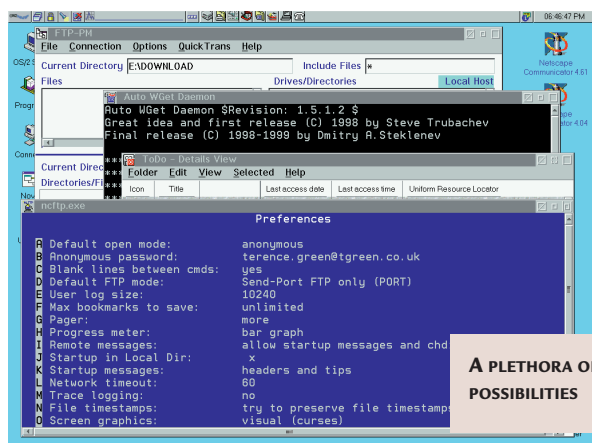 06:46:47 PM
FTP-PM
File Connection Options QuickTrans Help
Current Directory E:\DOWNLOAD Include Files *
Files Drives/Directories Local Host
OS/2
Netscape
Communicator 4.61
Auto WGet Daemon
Auto WGet Daemon $Revision: 1.5.1.2 $
Great idea and first release (C) 1998 by Steve Trubachev
Final release (C) 1998-1999 by Dmitry A.Steklenev
***
Current Direc
Directories/Fi
ToDo - Details View
Folder Edit View Selected Help
Icon Title Last access date Last access time Uniform Resource Locator
ncftp.exe
Preferences
A Default open mode: anonymous
B Anonymous password: terence.green@tgreen.co.uk
C Blank lines between cmds: yes
D Default FTP mode: Send-Port FTP only (PORT)
E User log size: 10240
F Max bookmarks to save: unlimited
G Pager: more
H Progress meter: bar graph
I Remote messages: allow startup messages and chd
J Startup in Local Dir: x
K Startup messages: headers and tips
L Network timeout: 60
M Trace logging: no
N File timestamps: try to preserve file timestamps
O Screen graphics: visual (curses)
A PLETHORA O
POSSIBILITIES